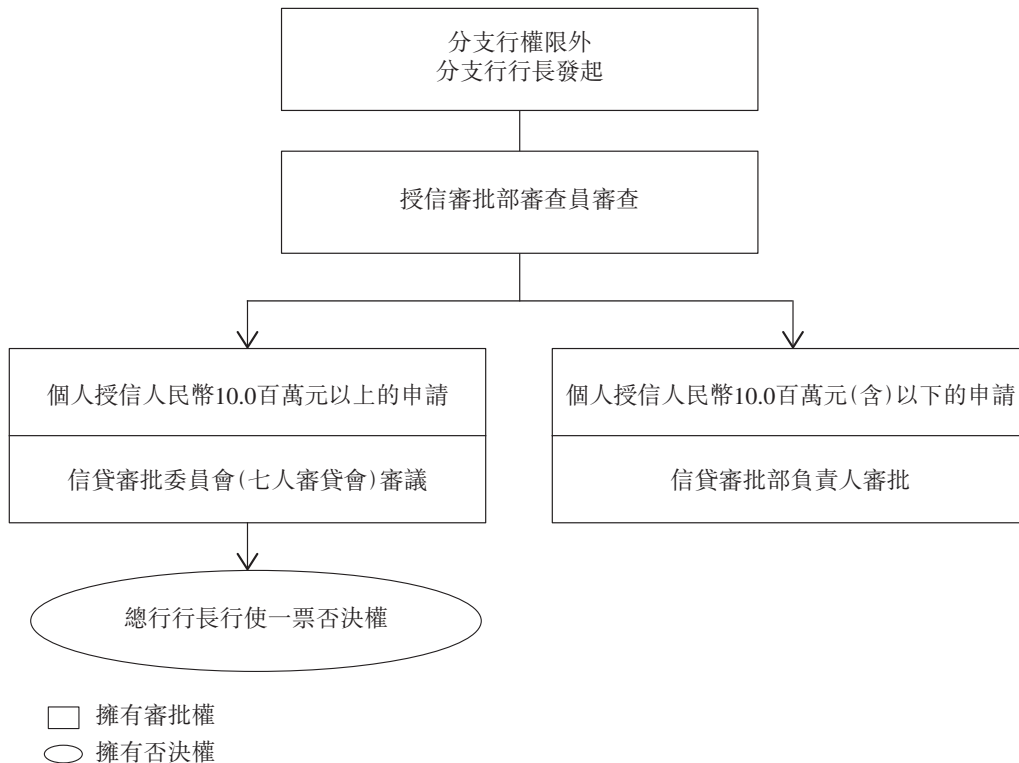 分支行權限外
分支行行長發起
授信審批部審查員審查
個人授信人民幣10.0百萬元以上的申請
信貸審批委員會(七人審貸會)審議
個人授信人民幣10.0百萬元(含)以下的申請
信貸審批部負責人審批
總行行長行使一票否決權
擁有審批權
擁有否決權